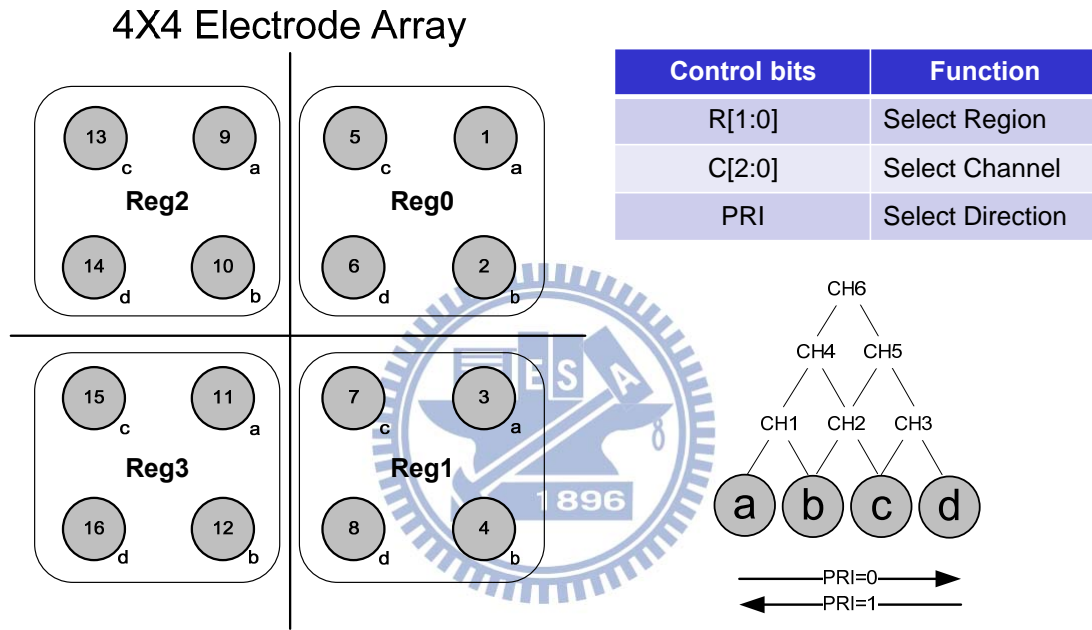 4X4 Electrode Array
13
c
9
a
Reg2
14
d
10
b
5
c
1
a
Reg0
6
d
2
b
15
c
11
a
Reg3
16
d
12
b
7
c
3
a
Reg1
8
d
4
b
Control bits Function
R[1:0] Select Region
C[2:0] Select Channel
PRI Select Direction
ES A
1896
CH6
CH4 CH5
CH1 CH2 CH3
a b c d
PRI=0
PRI=1